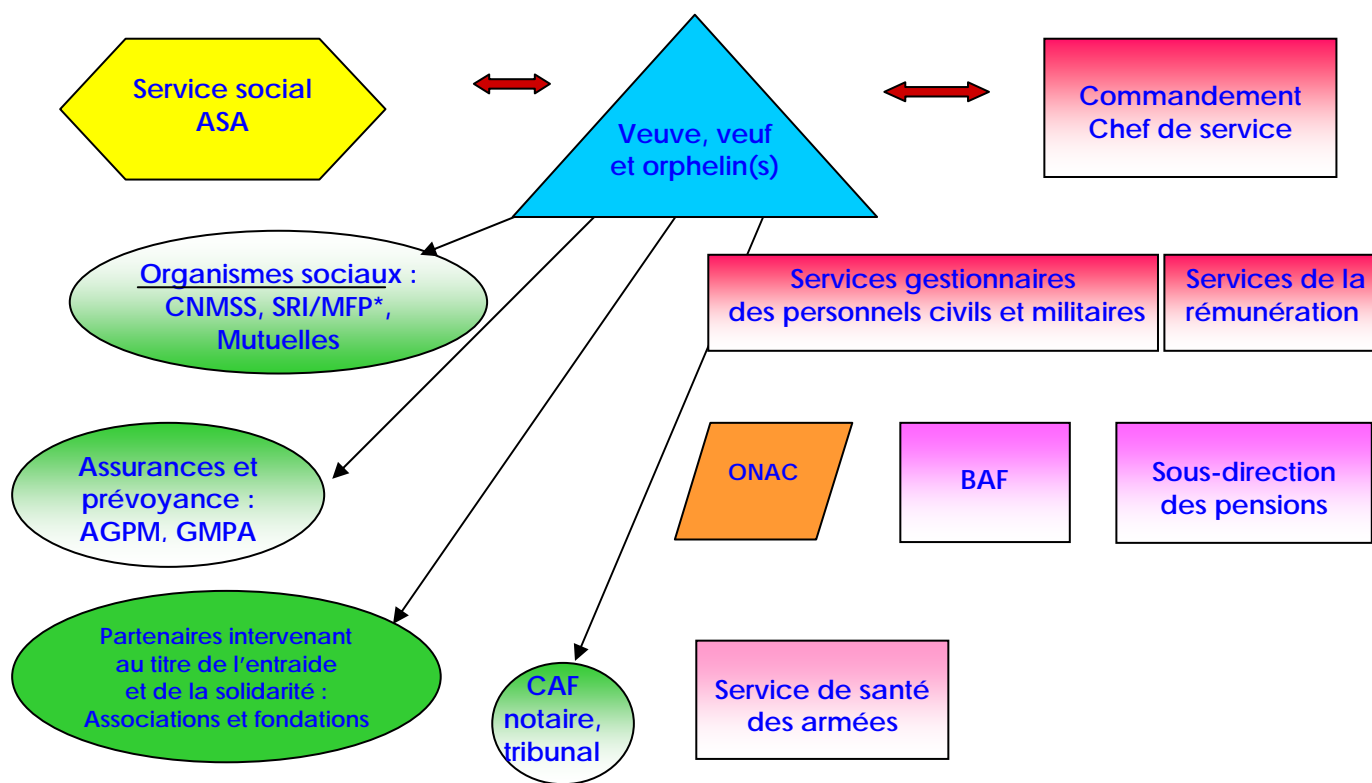 Service social
ASA
Veuve, veuf
et orphelin(s)
Commandement
Chef de service
Organismes sociaux :
CNMSS, SRI/MFP*,
Mutuelles
Services gestionnaires
des personnels civils et militaires
Services de la
rémunération
Assurances et
prévoyance :
AGPM, GMPA
ONAC
BAF
Sous-direction
des pensions
Partenaires intervenant
au titre de l'entraide
et de la solidarité :
Associations et fondations
CAF
notaire,
tribunal
Service de santé
des armées